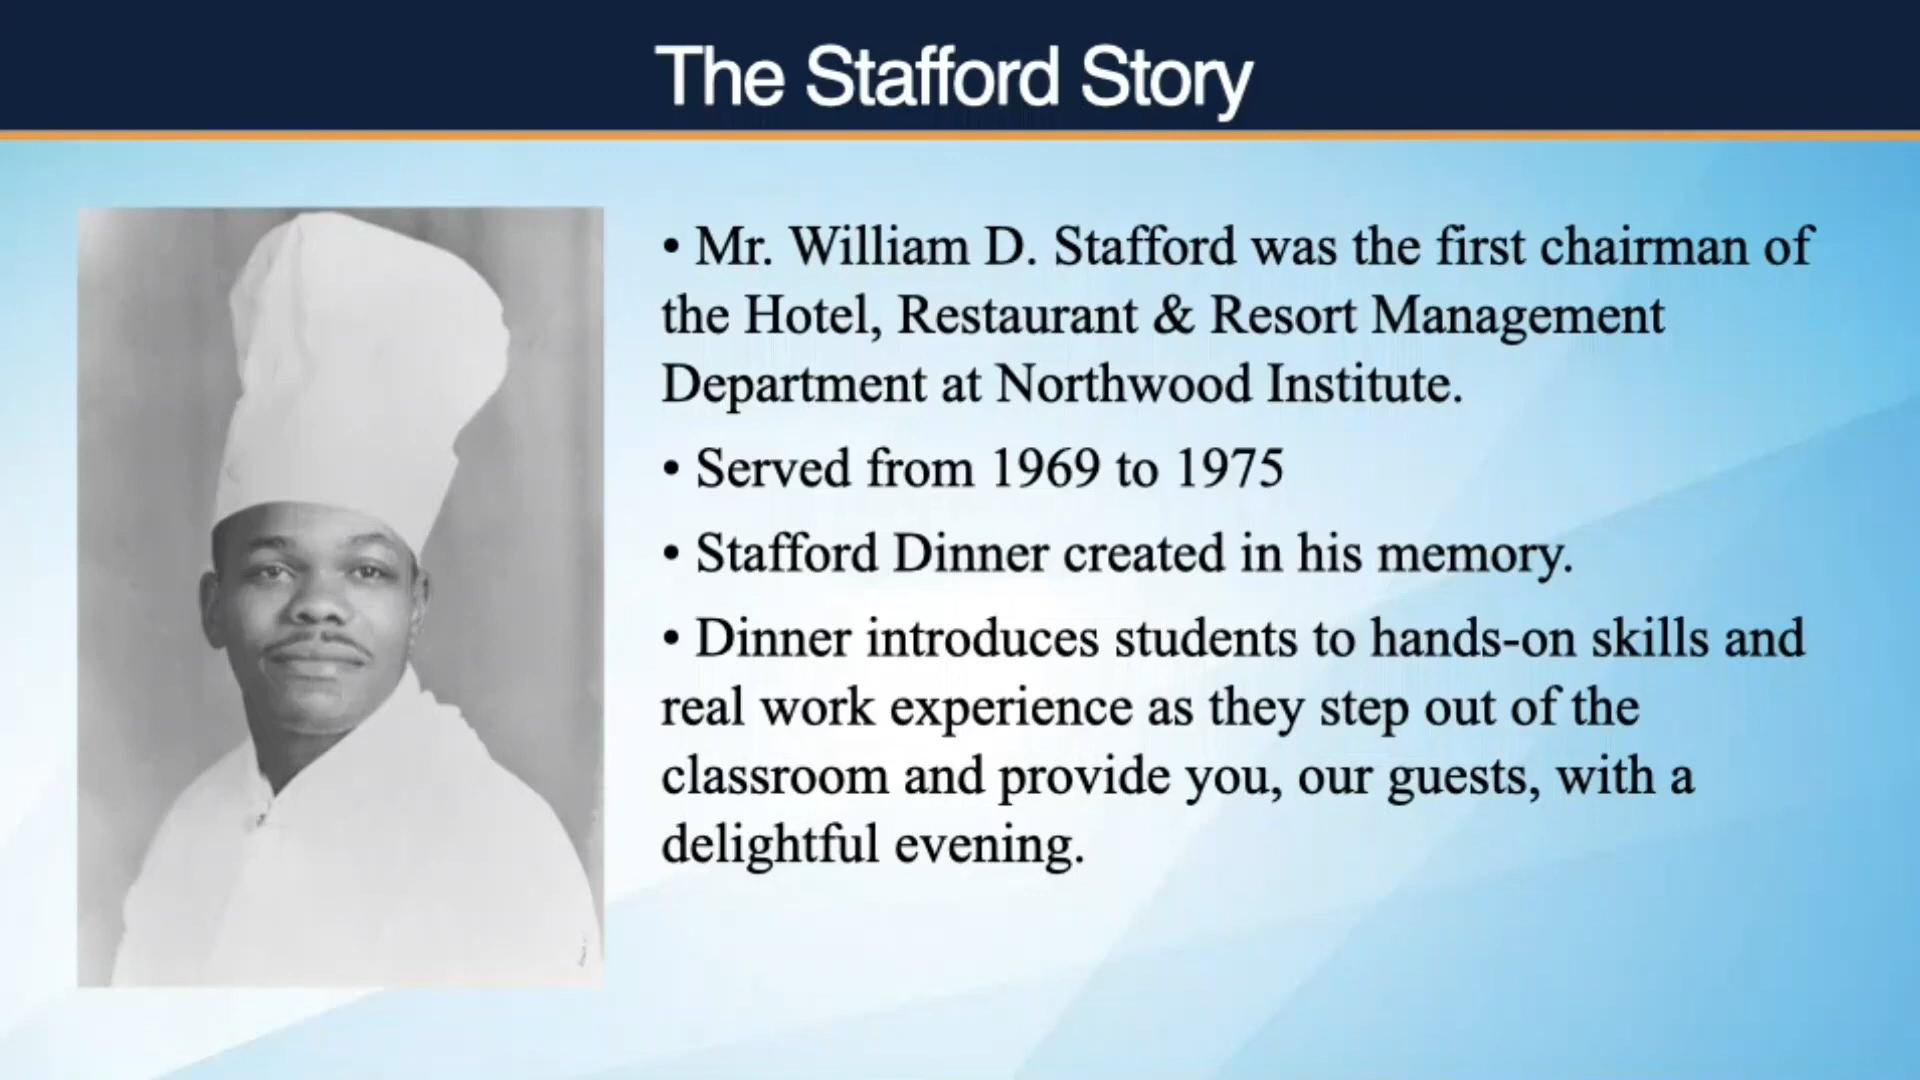 The Stafford Story
• Mr. William D. Stafford was the first chairman of
the Hotel, Restaurant & Resort Management
Department at Northwood Institute.
• Served from 1969 to 1975
• Stafford Dinner created in his memory.
• Dinner introduces students to hands-on skills and
real work experience as they step out of the
classroom and provide you, our guests, with a
delightful evening.